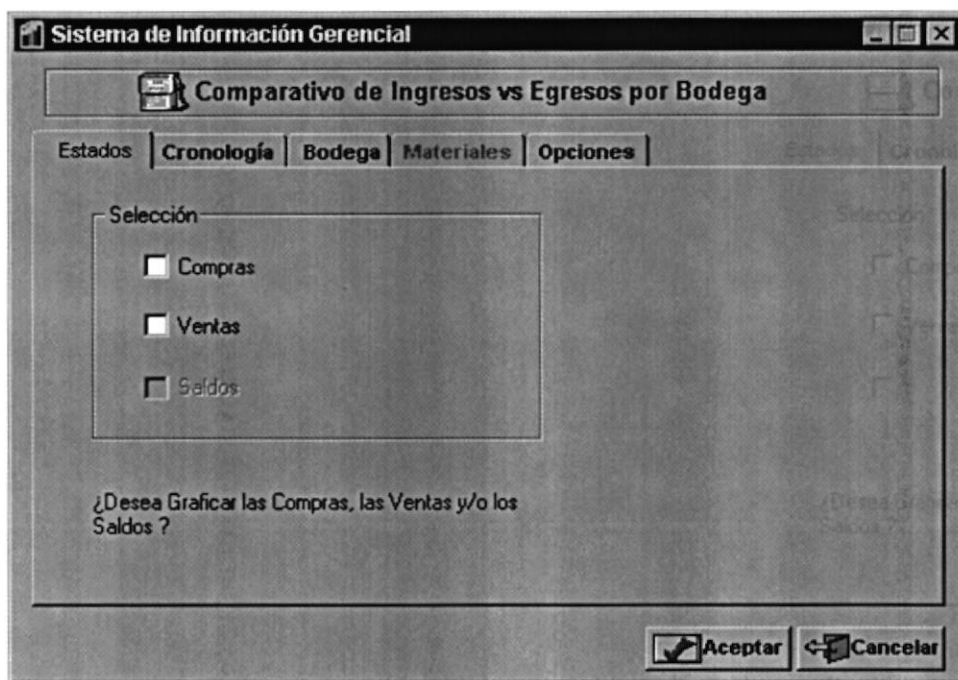 Sistema de Información Gerencial
Comparativo de Ingresos vs Egresos por Bodega
Estados Cronología Bodega Materiales Opciones
Selección
Compras
Ventas
Saldos
¿Desea Graficar las Compras, las Ventas y/o los
Saldos ?
Aceptar Cancelar